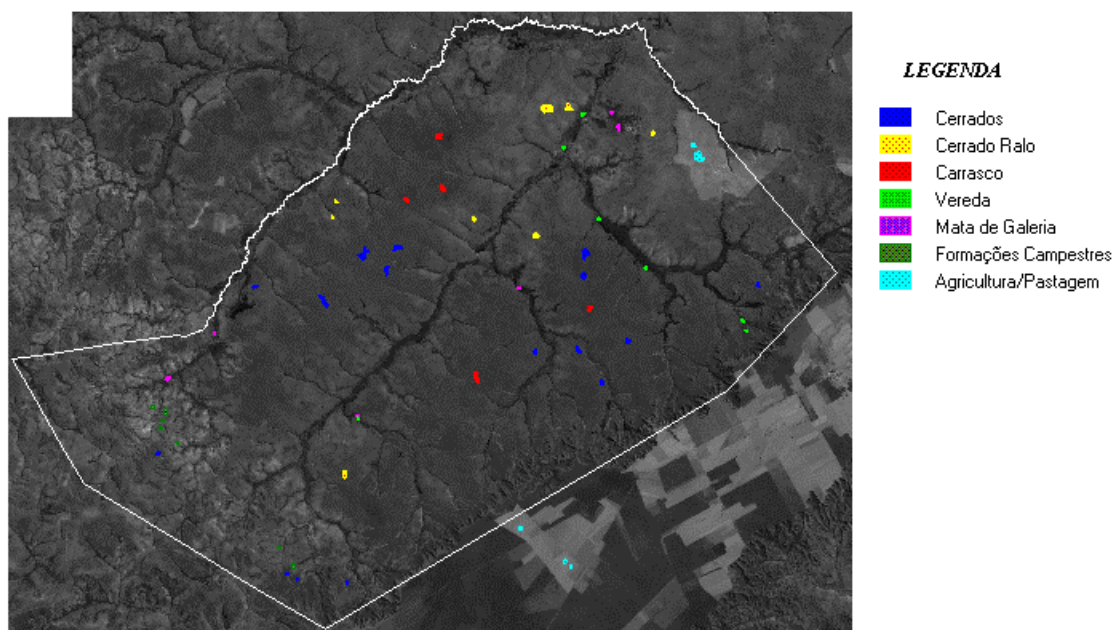 LEGENDA
Cerrados
Cerrado Ralo
Carrasco
Vereda
Mata de Galeria
Formações Campestres
Agricultura/Pastagem